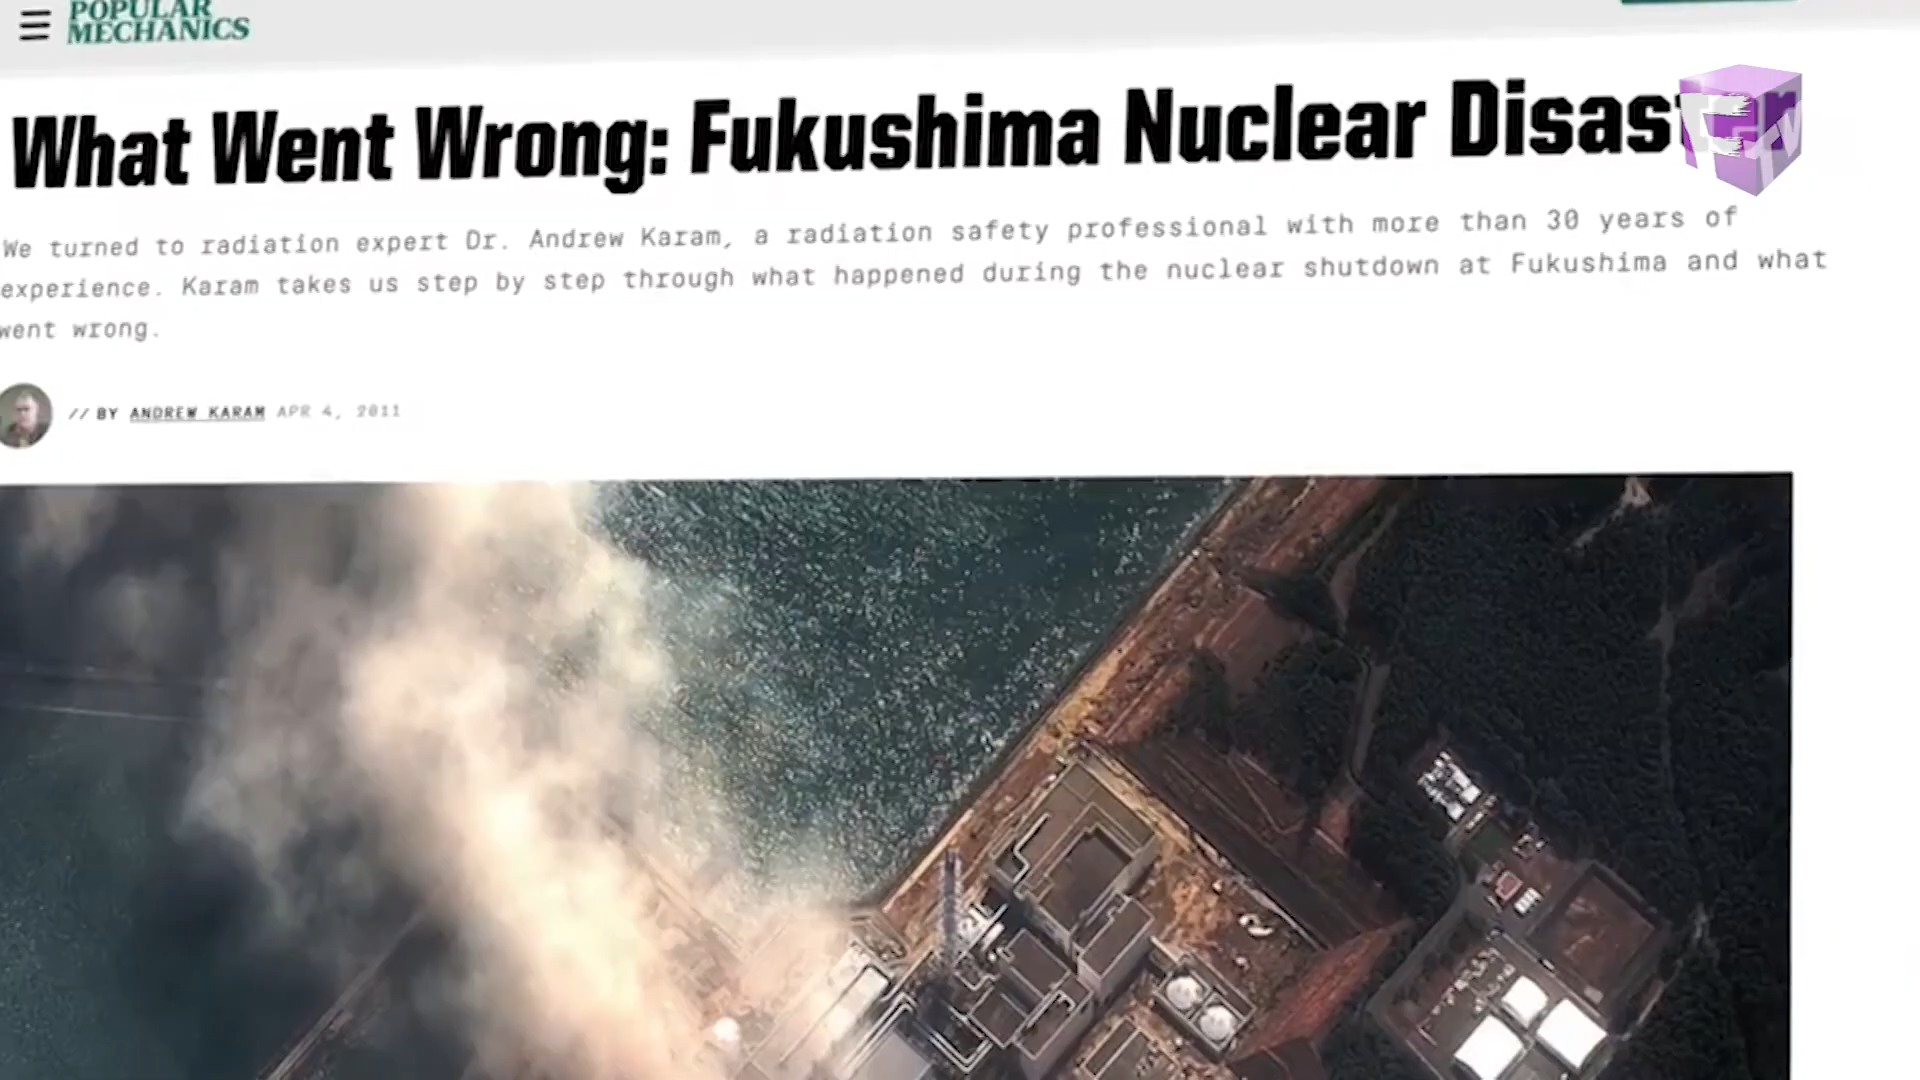 POPULAR
MECHANICS
What Went Wrong: Fukushima Nuclear Disaster
We turned to radiation expert Dr. Andrew Karam, a radiation safety professional with more than 30 years of
experience. Karam takes us step by step through what happened during the nuclear shutdown at Fukushima and what
went wrong.
// BY ANDREW KARAM APR 4, 2011